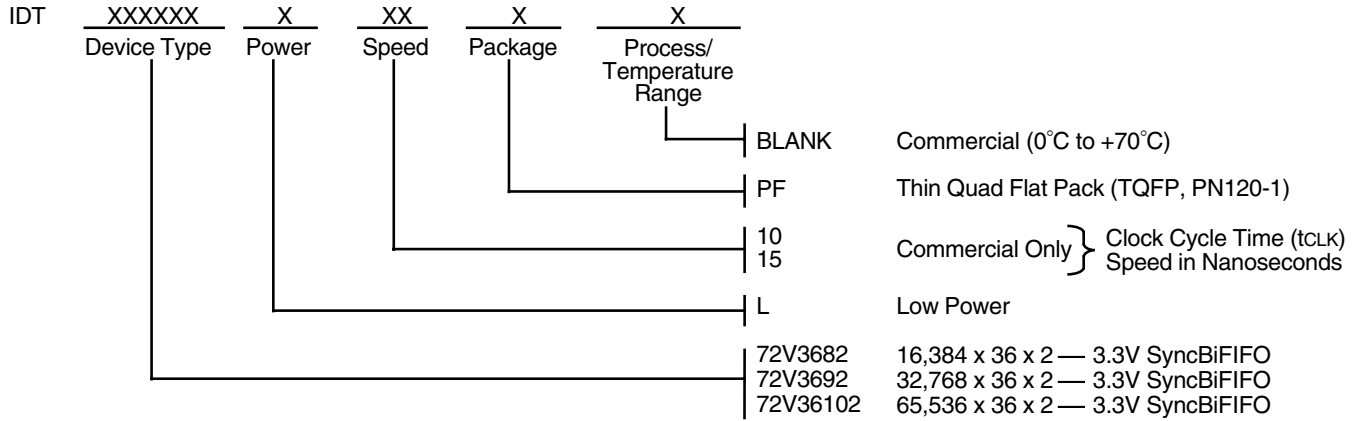 IDT XXXXXX X XX X X
Device Type Power Speed Package Process/
Temperature
Range
BLANK Commercial (0°C to +70°C)
PF Thin Quad Flat Pack (TQFP, PN120-1)
10
15
Commercial Only } Clock Cycle Time (tCLK)
Speed in Nanoseconds
L Low Power
72V3682 16,384 x 36 x 2 — 3.3V SyncBiFIFO
72V3692 32,768 x 36 x 2 — 3.3V SyncBiFIFO
72V36102 65,536 x 36 x 2 — 3.3V SyncBiFIFO